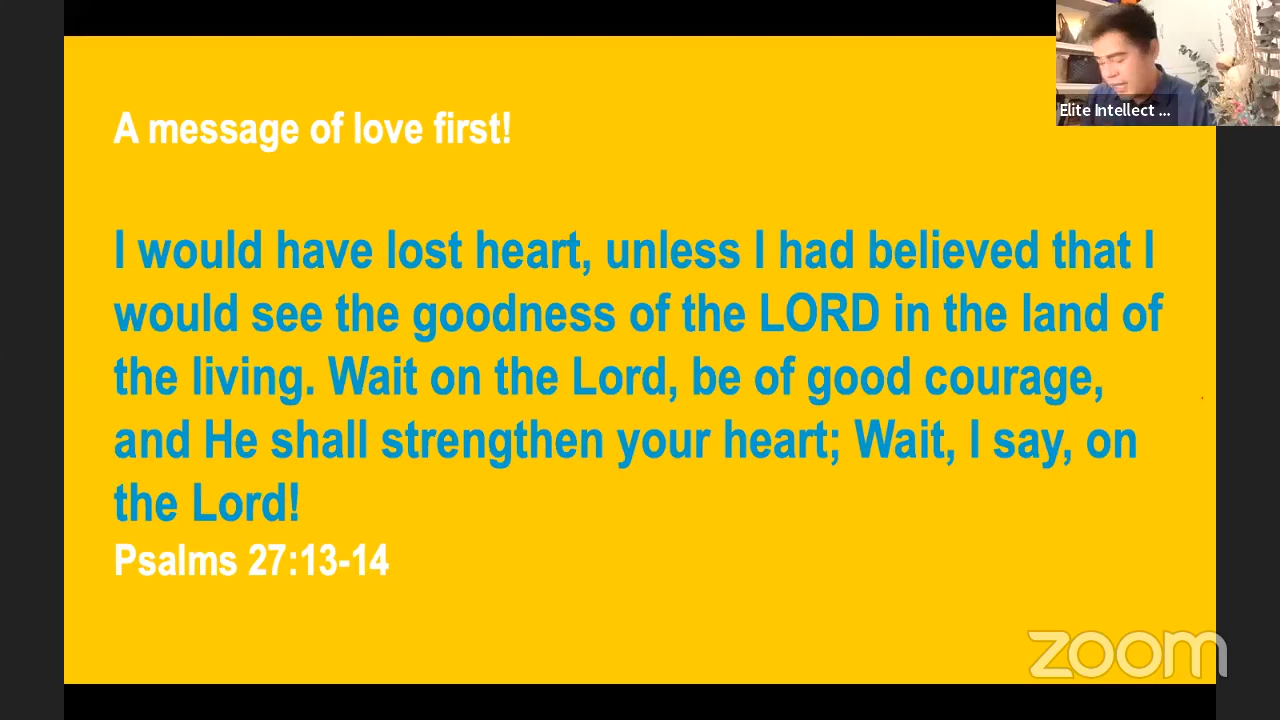 Elite Intellect ...
A message of love first!
I would have lost heart, unless I had believed that I
would see the goodness of the LORD in the land of
the living. Wait on the Lord, be of good courage,
and He shall strengthen your heart; Wait, I say, on
the Lord!
Psalms 27:13-14
zoom